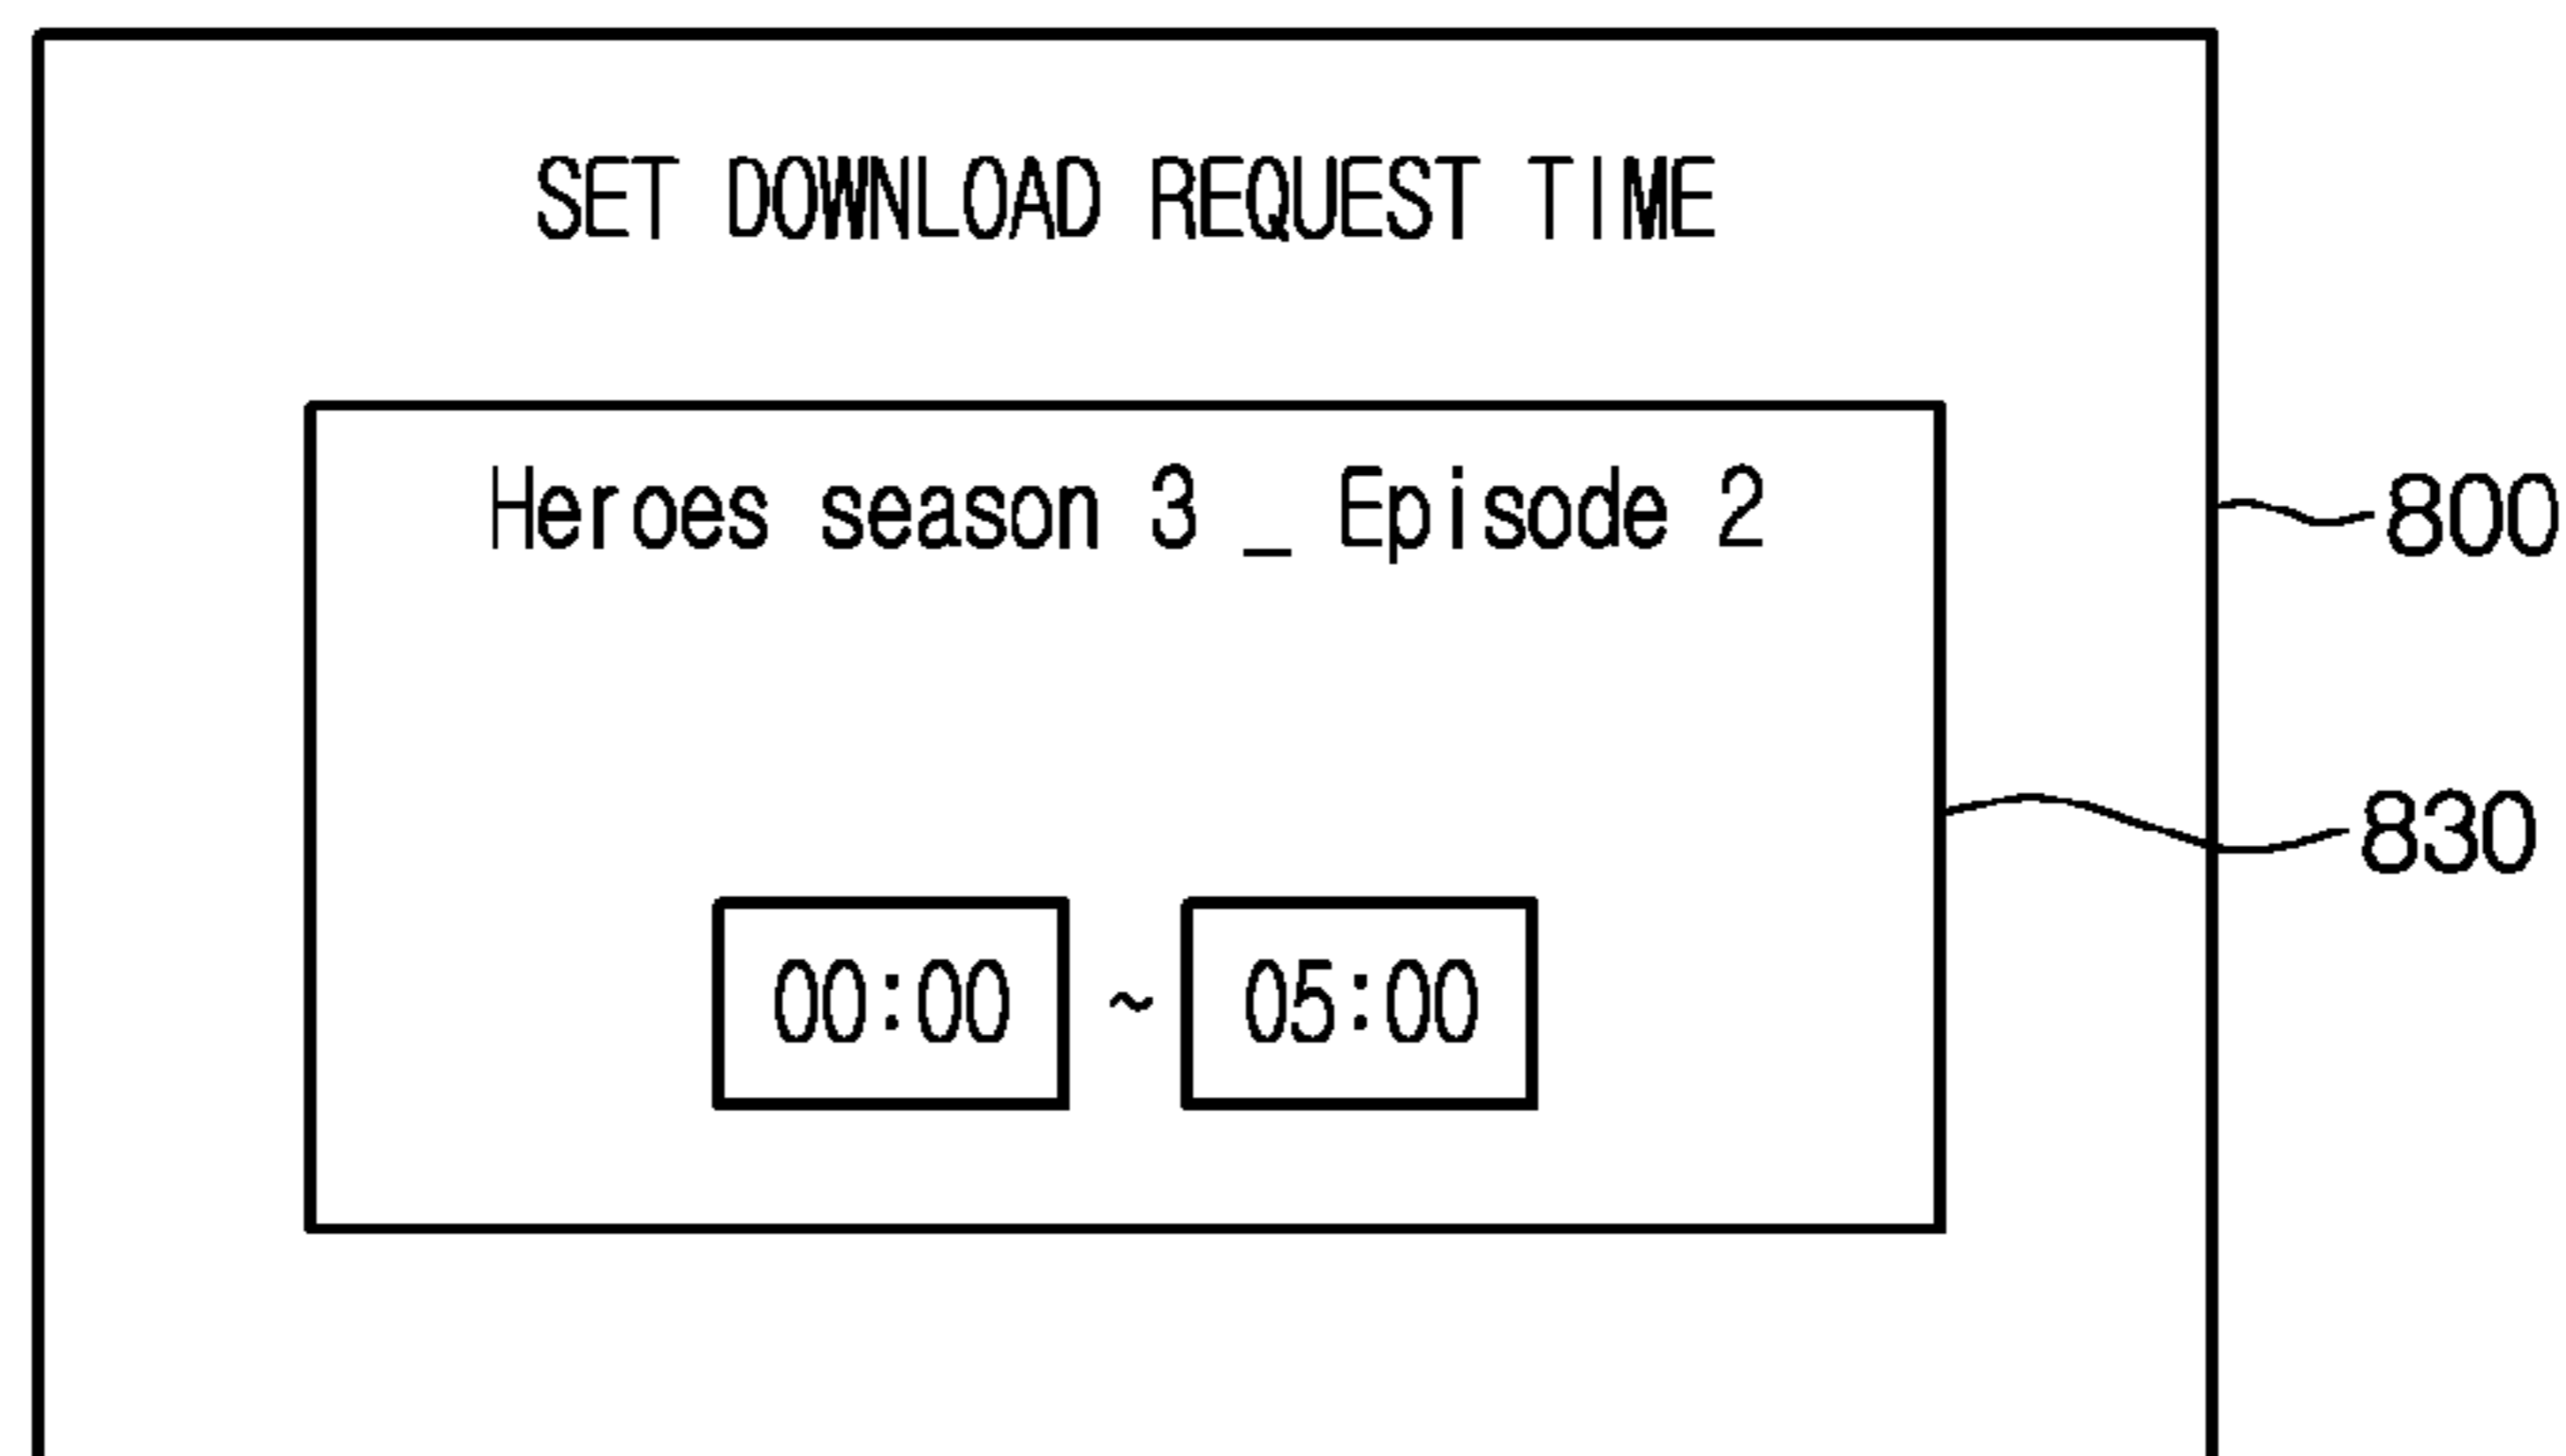 SET DOWNLOAD REQUEST TIME
Heroes season 3 _ Episode 2
800
830
00:00 ~ 05:00